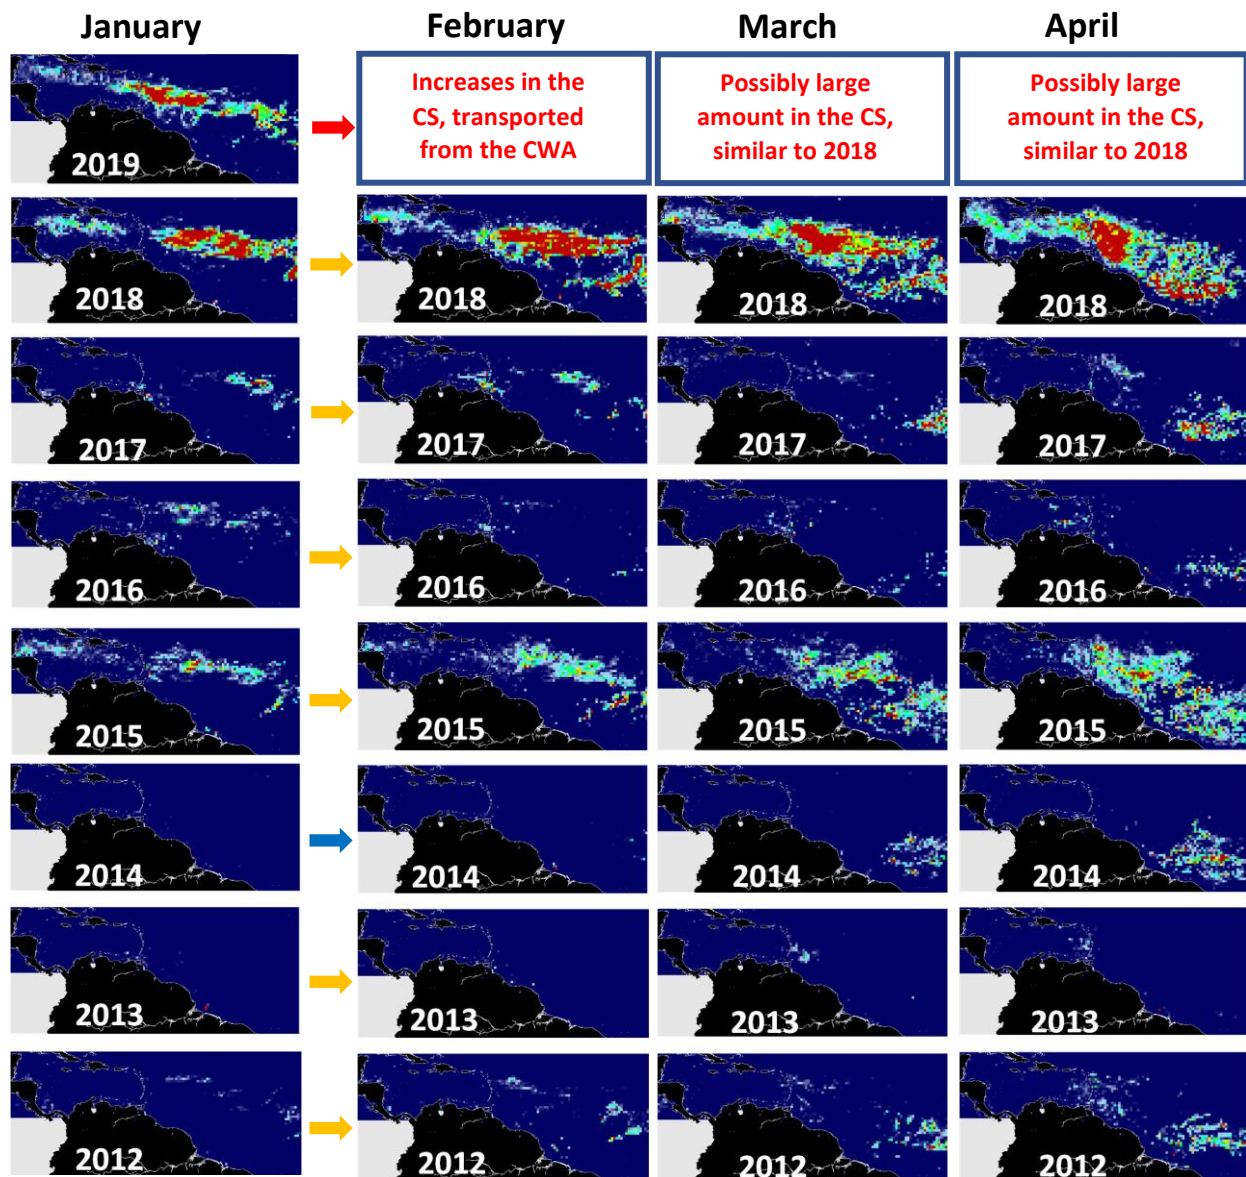 January
February
March
April
2019
Increases in the
CS, transported
from the CWA
Possibly large
amount in the CS,
similar to 2018
Possibly large
amount in the CS,
similar to 2018
2018
2018
2018
2018
2017
2017
2017
2017
2016
2016
2016
2016
2015
2015
2015
2015
2014
2014
2014
2014
2013
2013
2013
2013
2012
2012
2012
2012